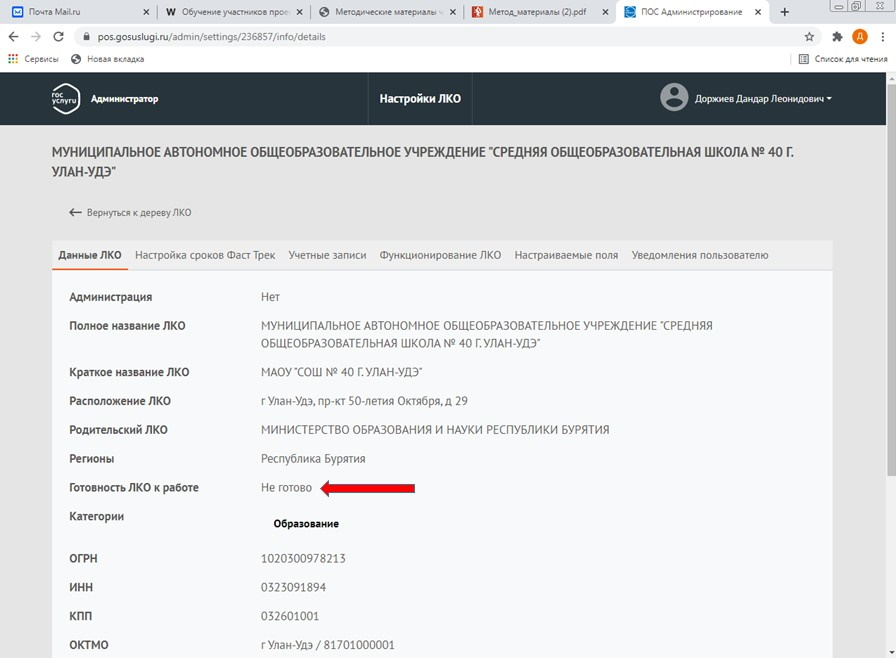 Почта Mail.ru
Обучение участников прое
Методические материалы ч
Метод_материалы (2).pdf
ПОС Администрирование
pos.gosuslugi.ru/admin/settings/236857/info/details
Д
Сервисы
Новая вкладка
Список для чтения
гос услуги
Администратор
Настройки ЛКО
Доржиев Дандар Леонидович
МУНИЦИПАЛЬНОЕ АВТОНОМНОЕ ОБЩЕОБРАЗОВАТЕЛЬНОЕ УЧРЕЖДЕНИЕ "СРЕДНЯЯ ОБЩЕОБРАЗОВАТЕЛЬНАЯ ШКОЛА № 40 Г.
УЛАН-УДЭ"
Вернуться к дереву ЛКО
Данные ЛКО Настройка сроков Фаст Трек Учетные записи Функционирование ЛКО Настраиваемые поля Уведомления пользователю
Администрация Нет
Полное название ЛКО МУНИЦИПАЛЬНОЕ АВТОНОМНОЕ ОБЩЕОБРАЗОВАТЕЛЬНОЕ УЧРЕЖДЕНИЕ "СРЕДНЯЯ
ОБЩЕОБРАЗОВАТЕЛЬНАЯ ШКОЛА № 40 Г. УЛАН-УДЭ"
Краткое название ЛКО МАОУ "СОШ № 40 Г. УЛАН-УДЭ"
Расположение ЛКО г Улан-Удэ, пр-кт 50-летия Октября, д 29
Родительский ЛКО МИНИСТЕРСТВО ОБРАЗОВАНИЯ И НАУКИ РЕСПУБЛИКИ БУРЯТИЯ
Регионы Республика Бурятия
Готовность ЛКО к работе Не готово
Категории Образование
ОГРН 1020300978213
ИНН 0323091894
КПП 032601001
ОКТМО г Улан-Удэ / 81701000001